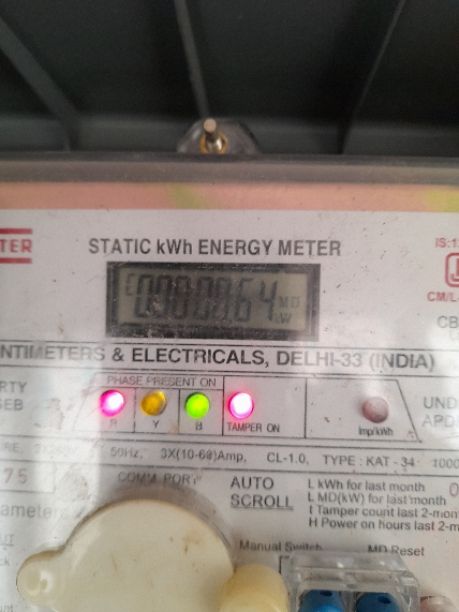 TER
STATIC kWh ENERGY METER
IS:1
CM/L-
MD
kW
CB
NTIMETERS & ELECTRICALS, DELHI-33 (INDIA)
RTY
SEB
PHASE PRESENT ON
R Y B TAMPER ON
Imp/kWh
UND
APD
50Hz, 3X(10-60)Amp, CL-1.0, TYPE : KAT - 34 1000
75
COMM PORT
AUTO
SCROLL
L kWh for last month
L MD(kW) for last month
t Tamper count last 2-mon
H Power on hours last 2-m
arameters
Manual Switch
MD Reset